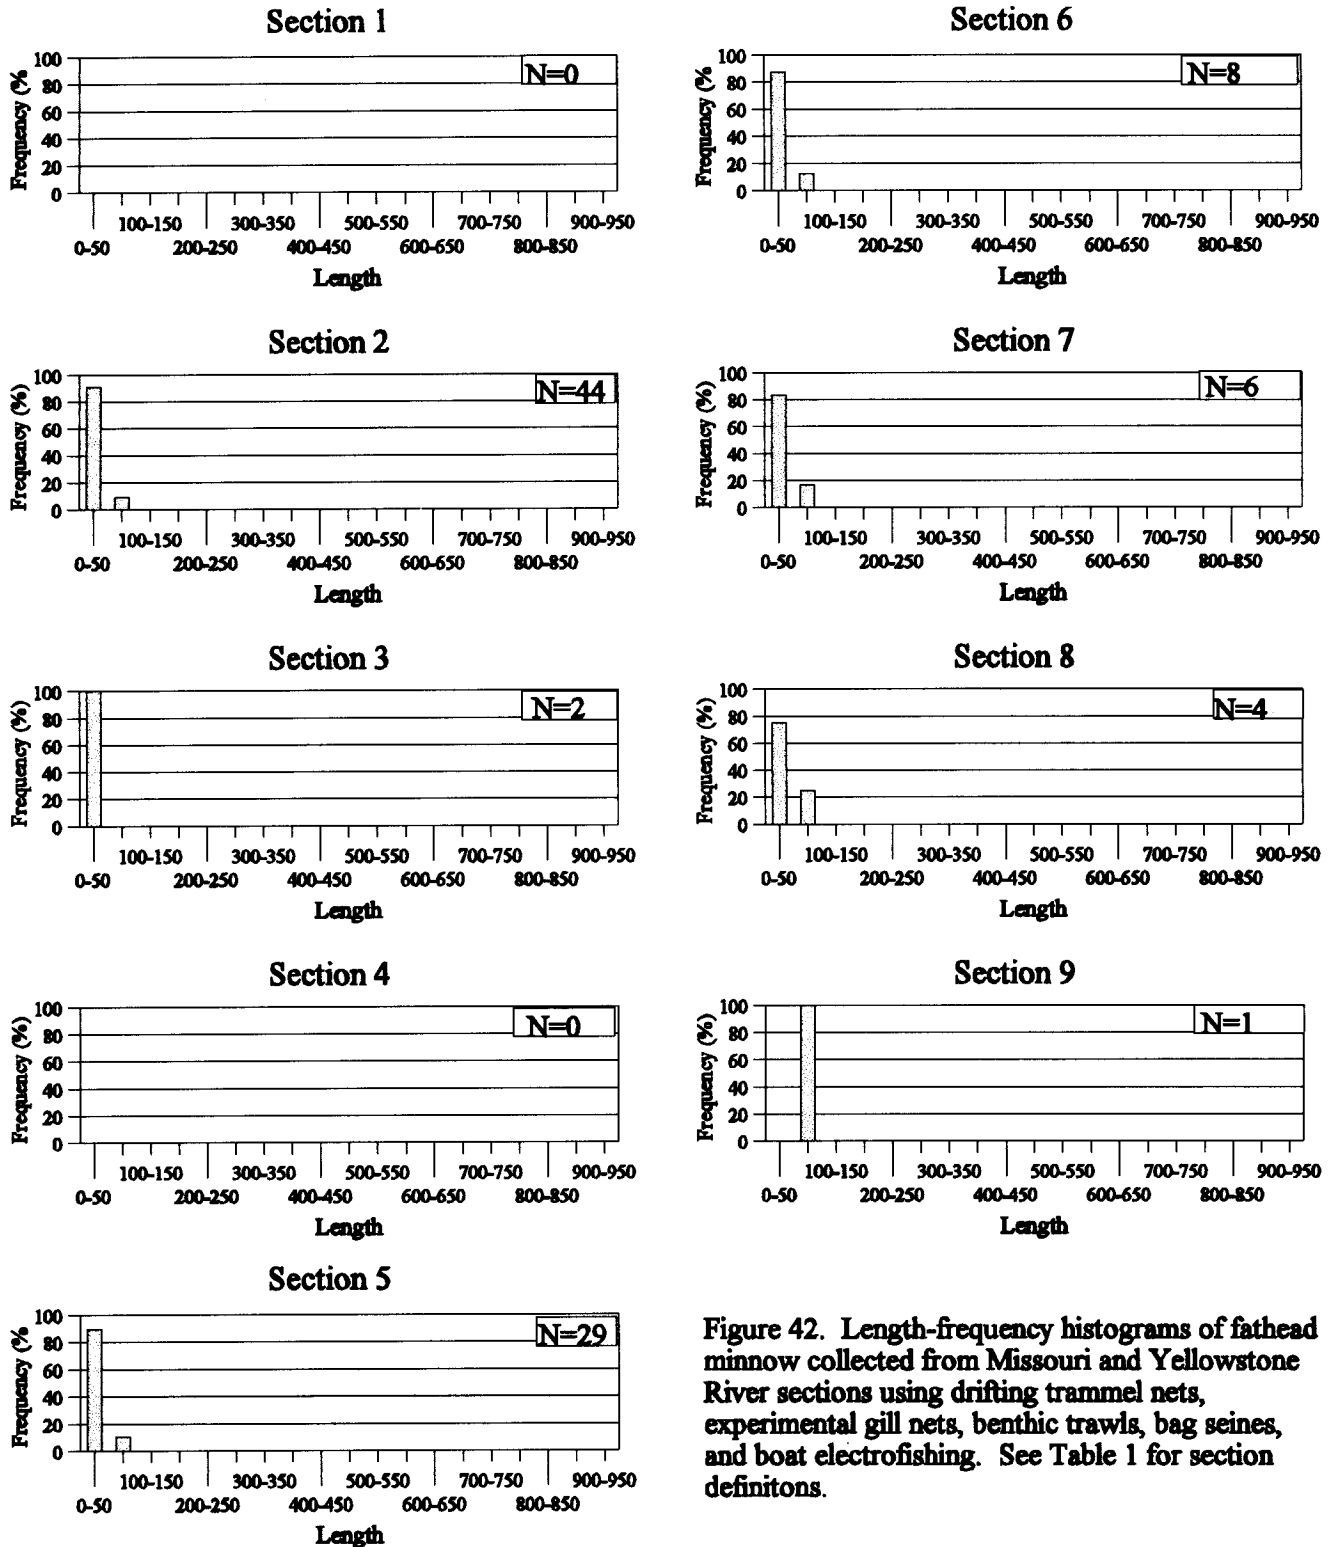 Section 1
Frequency (%
100
80
60
40
20
0
N=0
100-150 300-350 500-550 700-750 900-950
0-50 200-250 400-450 600-650 800-850
Length
Section 2
Frequency (%)
100
80
60
40
20
0
N=44
100-150 300-350 500-550 700-750 900-950
0-50 200-250 400-450 600-650 800-850
Length
Section 3
Frequency (%)
100
80
60
40
20
0
N=2
100-150 300-350 500-550 700-750 900-950
0-50 200-250 400-450 600-650 800-850
Length
Section 4
Frequency (%)
100
80
60
40
20
0
N=0
100-150 300-350 500-550 700-750 900-950
0-50 200-250 400-450 600-650 800-850
Length
Section 5
Frequency (%
100
80
60
40
20
0
N=29
100-150 300-350 500-550 700-750 900-950
0-50 200-250 400-450 600-650 800-850
Length
Section 6
Frequency (%
100
80
60
40
20
0
N=8
100-150 300-350 500-550 700-750 900-950
0-50 200-250 400-450 600-650 800-850
Length
Section 7
Frequency (%)
100
80
60
40
20
0
N=6
100-150 300-350 500-550 700-750 900-950
0-50 200-250 400-450 600-650 800-850
Length
Section 8
Frequency (%)
100
80
60
40
20
0
N=4
100-150 300-350 500-550 700-750 900-950
0-50 200-250 400-450 600-650 800-850
Length
Section 9
Frequency (%)
100
80
60
40
20
0
N=1
100-150 300-350 500-550 700-750 900-950
0-50 200-250 400-450 600-650 800-850
Length
Figure 42. Length-frequency histograms of fathead
minnow collected from Missouri and Yellowstone
River sections using drifting trammel nets,
experimental gill nets, benthic trawls, bag seines,
and boat electrofishing. See Table 1 for section
definitons.